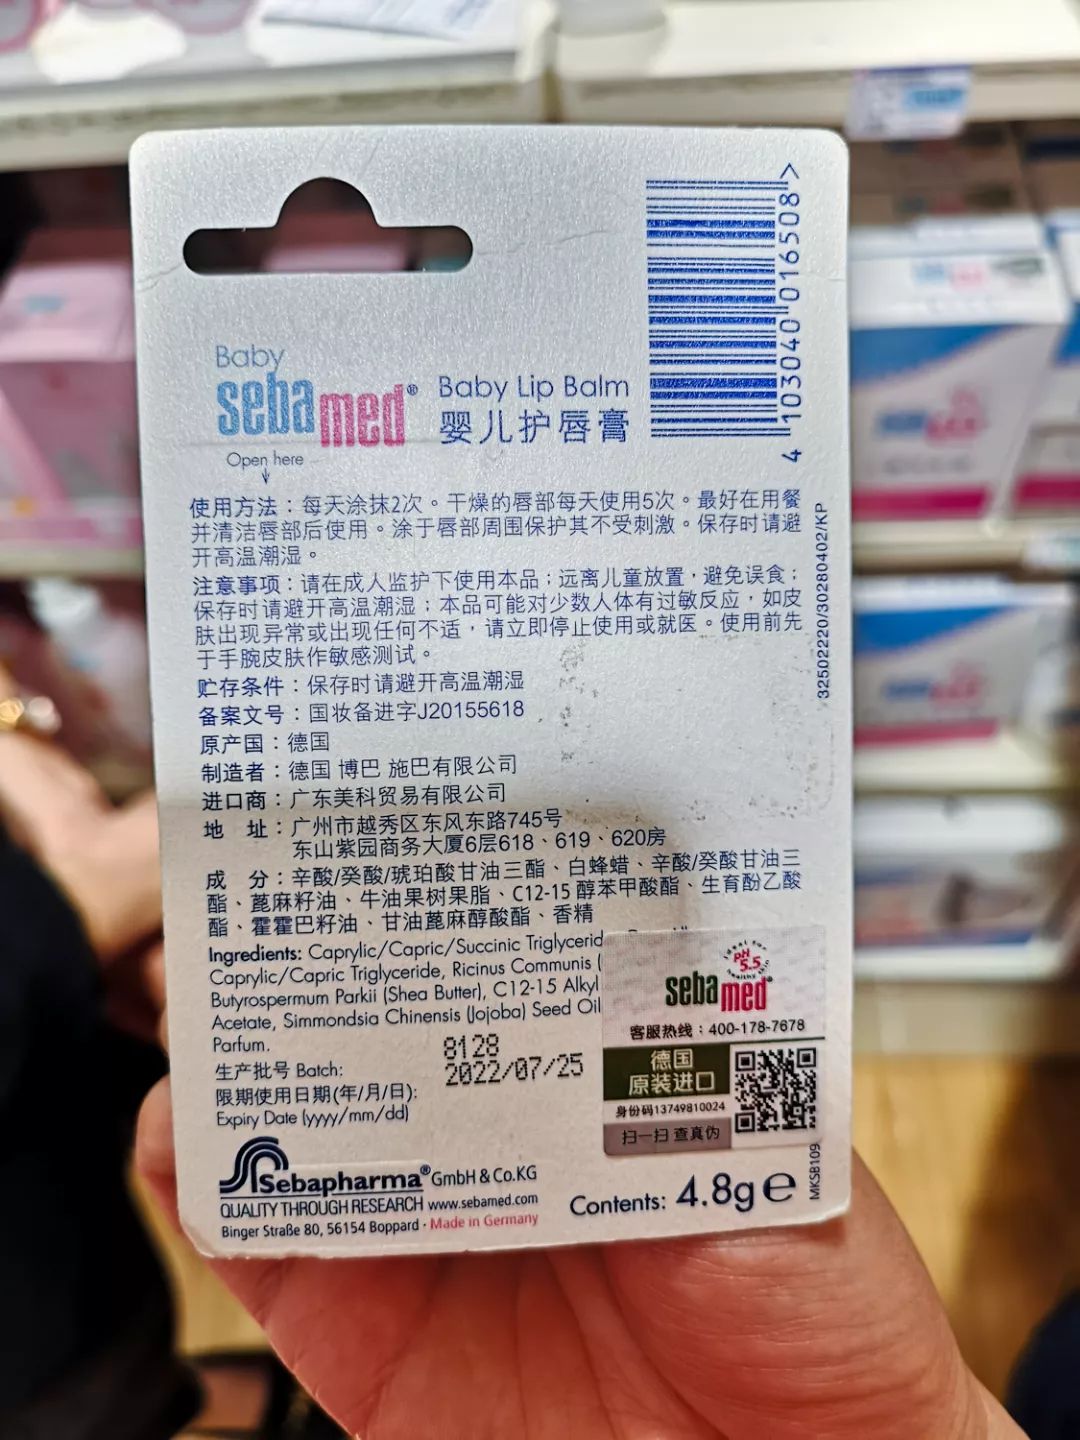 4 103040 016508 >
Baby
sebamed®
Baby Lip Balm
婴儿护唇膏
Open here
使用方法：每天涂抹2次。干燥的唇部每天使用5次。最好在用餐
并清洁唇部后使用。涂于唇部周围保护其不受刺激。保存时请避
开高温潮湿。
注意事项：请在成人监护下使用本品；远离儿童放置，避免误食；
保存时请避开高温潮湿；本品可能对少数人体有过敏反应，如皮
肤出现异常或出现任何不适，请立即停止使用或就医。使用前先
于手腕皮肤作敏感测试。
贮存条件：保存时请避开高温潮湿
备案文号：国妆备进字J20155618
原产国：德国
制造者：德国 博巴 施巴有限公司
进口商：广东美科贸易有限公司
地 址：广州市越秀区东风东路745号
东山紫园商务大厦6层618、619、620房
成 分：辛酸/癸酸/琥珀酸甘油三酯、白蜂蜡、辛酸/癸酸甘油三
酯、蓖麻籽油、牛油果树果脂、C12-15 醇苯甲酸酯、生育酚乙酸
酯、霍霍巴籽油、甘油蓖麻醇酸酯、香精
Ingredients: Caprylic/Capric/Succinic Triglycerid
Caprylic/Capric Triglyceride, Ricinus Communis (
Butyrospermum Parkii (Shea Butter), C12-15 Alkyl
Acetate, Simmondsia Chinensis (Jojoba) Seed Oil
Parfum.
生产批号 Batch:
8128
限期使用日期(年/月/日):
2022/07/25
Expiry Date (yyyy/mm/dd)
32502220/30280402/KP
Ideal for
PH
5.5
healthy skin
sebamed®
客服热线：400-178-7678
德国
原装进口
身份码13749810024
扫一扫 查真伪
Sebapharma® GmbH & Co.KG
QUALITY THROUGH RESEARCH www.sebamed.com
Binger Straße 80, 56154 Boppard · Made in Germany
Contents: 4.8g ℮
MKSB109